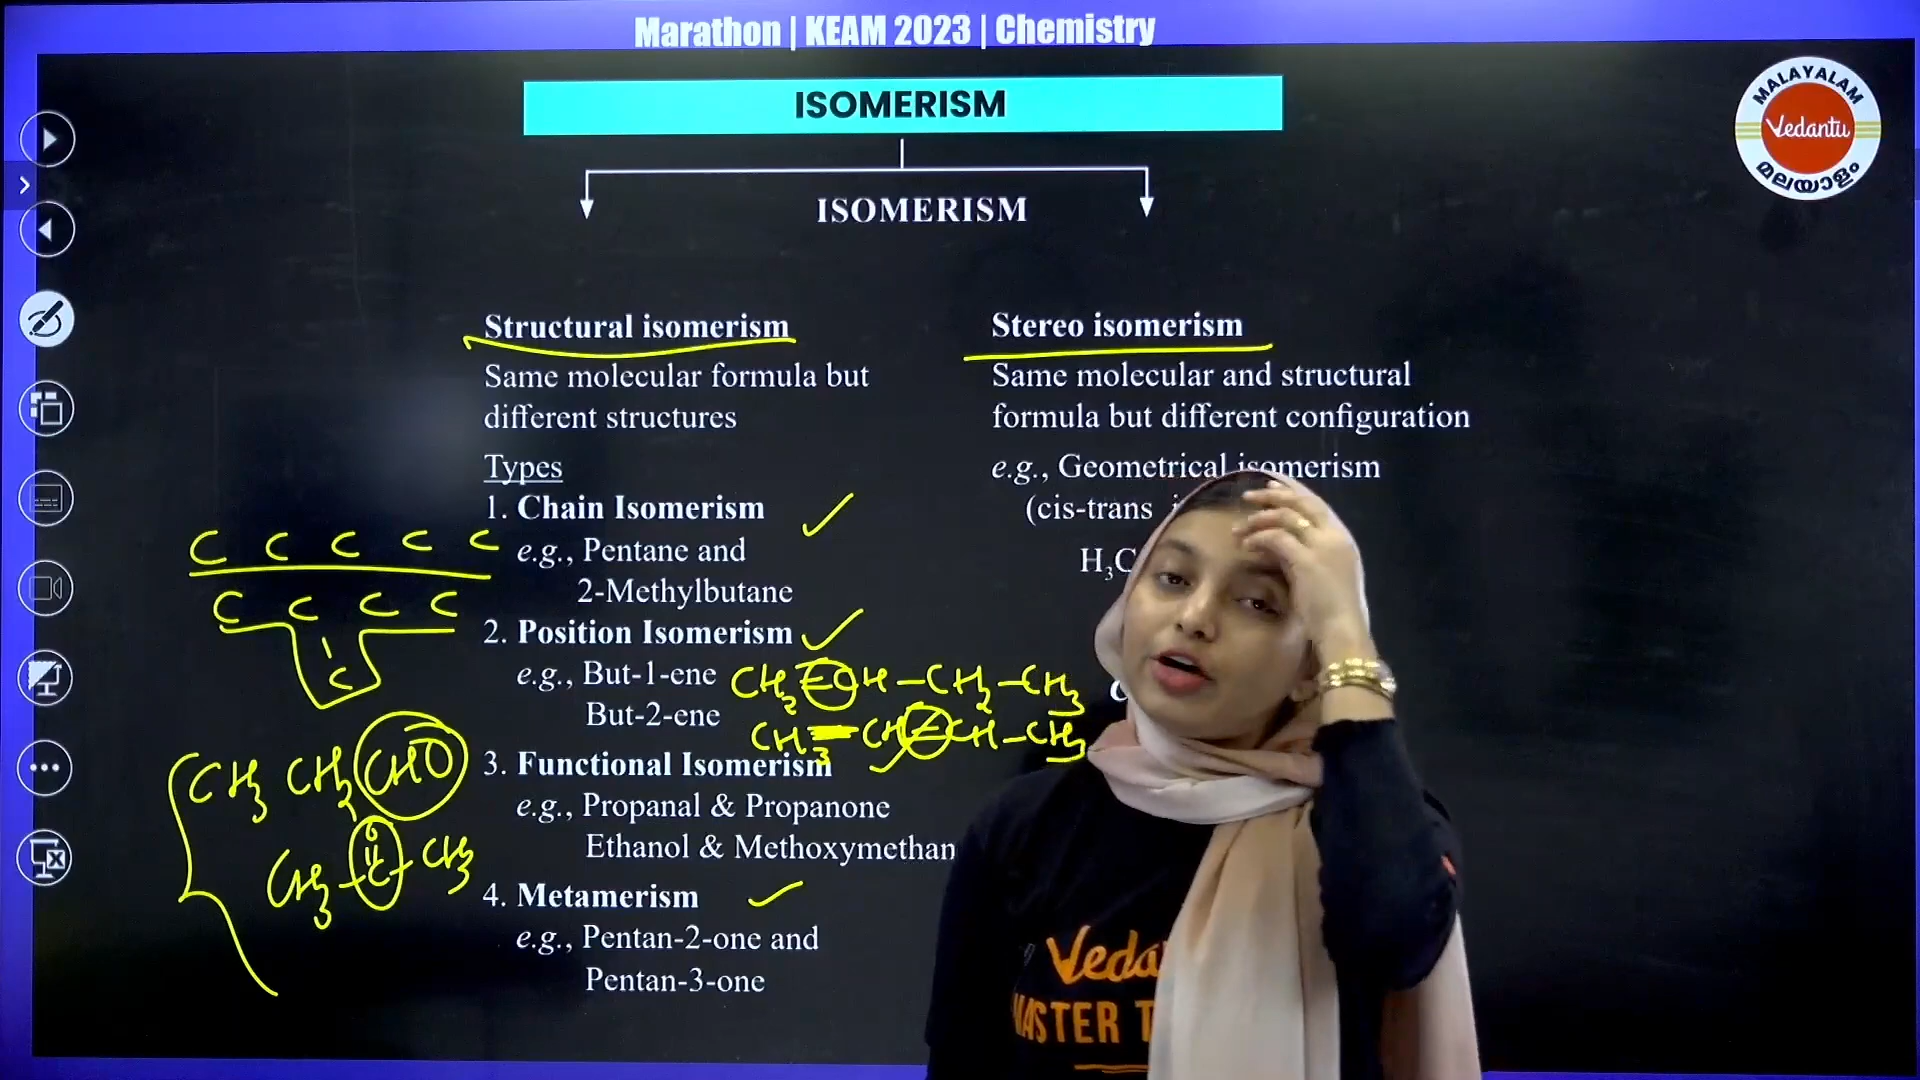 Marathon | KEAM 2023 | Chemistry
MALAYALAM
Vedantu
മലയാളം
ISOMERISM
ISOMERISM
Structural isomerism
Same molecular formula but
different structures
Types
1. Chain Isomerism
e.g., Pentane and
2-Methylbutane
2. Position Isomerism
e.g., But-1-ene
But-2-ene
3. Functional Isomerism
e.g., Propanal & Propanone
Ethanol & Methoxymethan
4. Metamerism
e.g., Pentan-2-one and
Pentan-3-one
Stereo isomerism
Same molecular and structural
formula but different configuration
e.g., Geometrical isomerism
(cis-trans
H₃C
C C C C C
C C C C
C
CH₂=CH-CH₂-CH₃
CH₃-CH=CH-CH₃
CH₃ CH₂ CHO
O
CH₃-C-CH₃
Veda
MASTER T